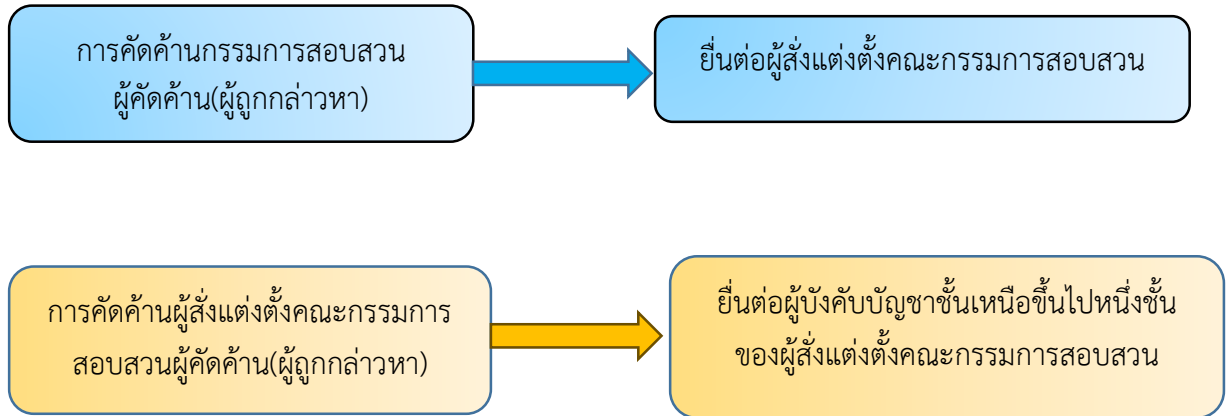 การคัดค้านกรรมการสอบสวน
ผู้คัดค้าน(ผู้ถูกกล่าวหา)
ยื่นต่อผู้สั่งแต่งตั้งคณะกรรมการสอบสวน
การคัดค้านผู้สั่งแต่งตั้งคณะกรรมการ
สอบสวนผู้คัดค้าน(ผู้ถูกกล่าวหา)
ยื่นต่อผู้บังคับบัญชาชั้นเหนือขึ้นไปหนึ่งชั้น
ของผู้สั่งแต่งตั้งคณะกรรมการสอบสวน